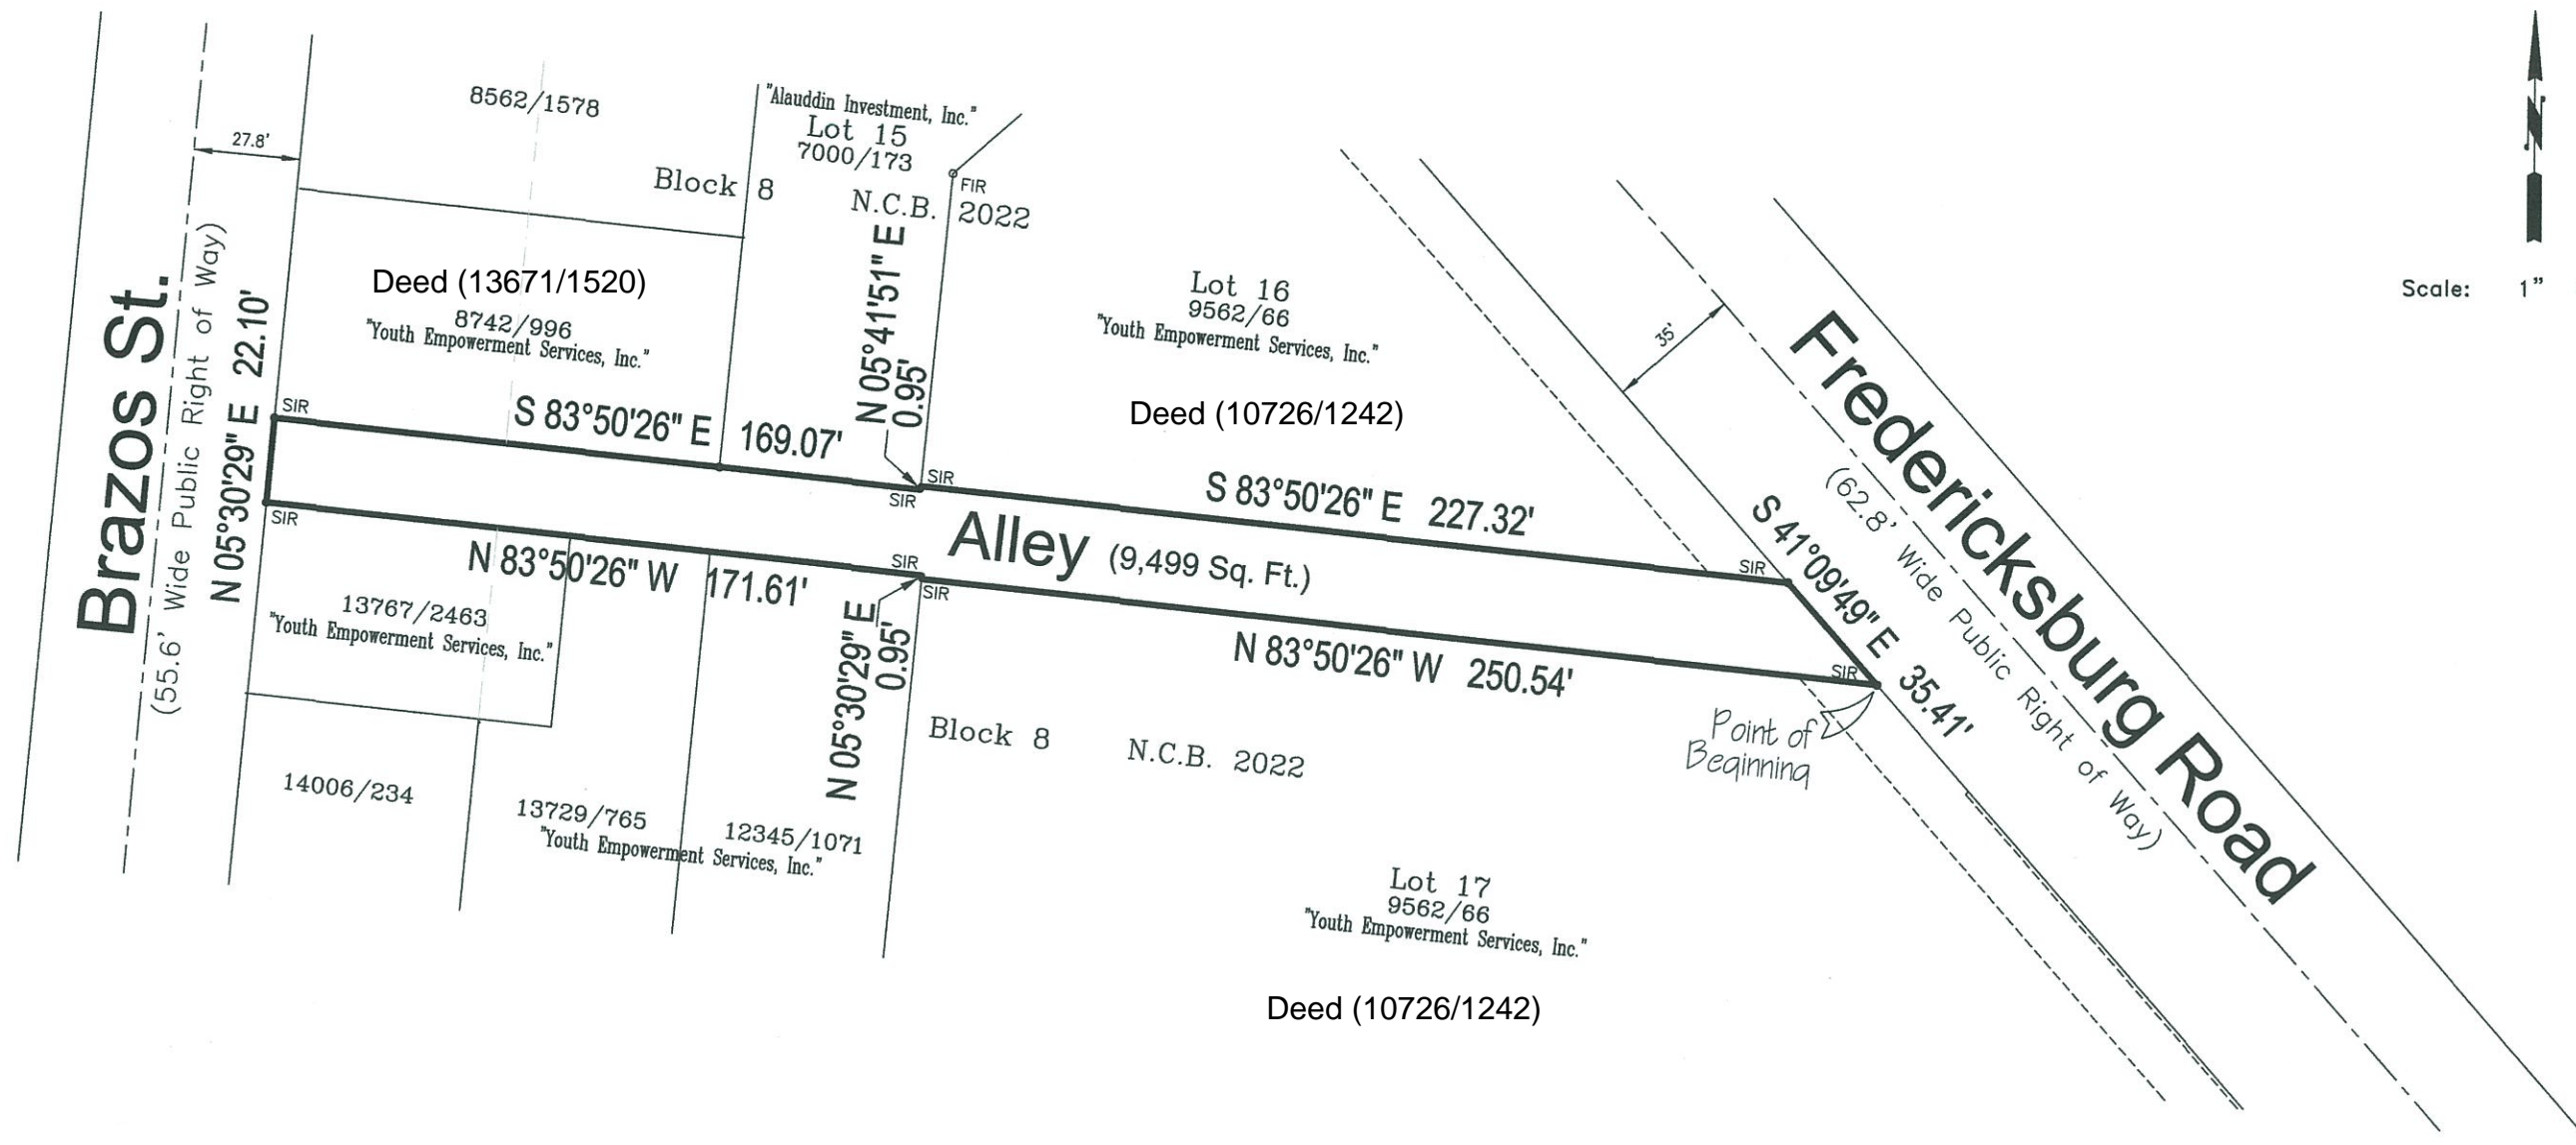 8562/1578
27.8'
"Alauddin Investment, Inc."
Lot 15
7000/173
Block 8
FIR
N.C.B. 2022
N
Scale: 1"
Brazos St.
(55.6' Wide Public Right of Way)
N 05°30'29" E 22.10'
Deed (13671/1520)
8742/996
"Youth Empowerment Services, Inc."
N 05°41'51" E
0.95'
Lot 16
9562/66
"Youth Empowerment Services, Inc."
Deed (10726/1242)
35'
Fredericksburg Road
(62.8' Wide Public Right of Way)
SIR
S 83°50'26" E 169.07'
SIR
SIR
S 83°50'26" E 227.32'
SIR
S 41°09'49" E 35.41'
SIR
N 83°50'26" W 171.61'
SIR
SIR
Alley (9,499 Sq. Ft.)
N 83°50'26" W 250.54'
SIR
Point of
Beginning
13767/2463
"Youth Empowerment Services, Inc."
N 05°30'29" E
0.95'
Block 8 N.C.B. 2022
14006/234
13729/765
12345/1071
"Youth Empowerment Services, Inc."
Lot 17
9562/66
"Youth Empowerment Services, Inc."
Deed (10726/1242)